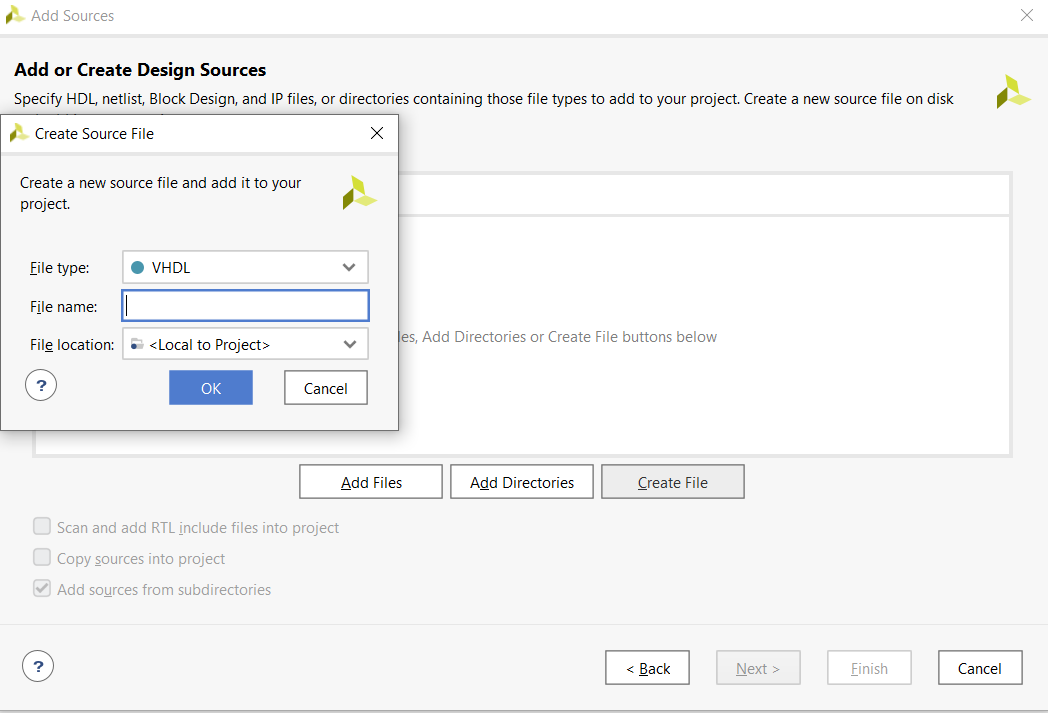 Add Sources
Add or Create Design Sources
Specify HDL, netlist, Block Design, and IP files, or directories containing those file types to add to your project. Create a new source file on disk
Create Source File
Create a new source file and add it to your
project.
File type:
VHDL
File name:
File location:
<Local to Project>
?
OK
Cancel
Add Directories or Create File buttons below
Add Files
Add Directories
Create File
Scan and add RTL include files into project
Copy sources into project
Add sources from subdirectories
?
< Back
Next >
Finish
Cancel